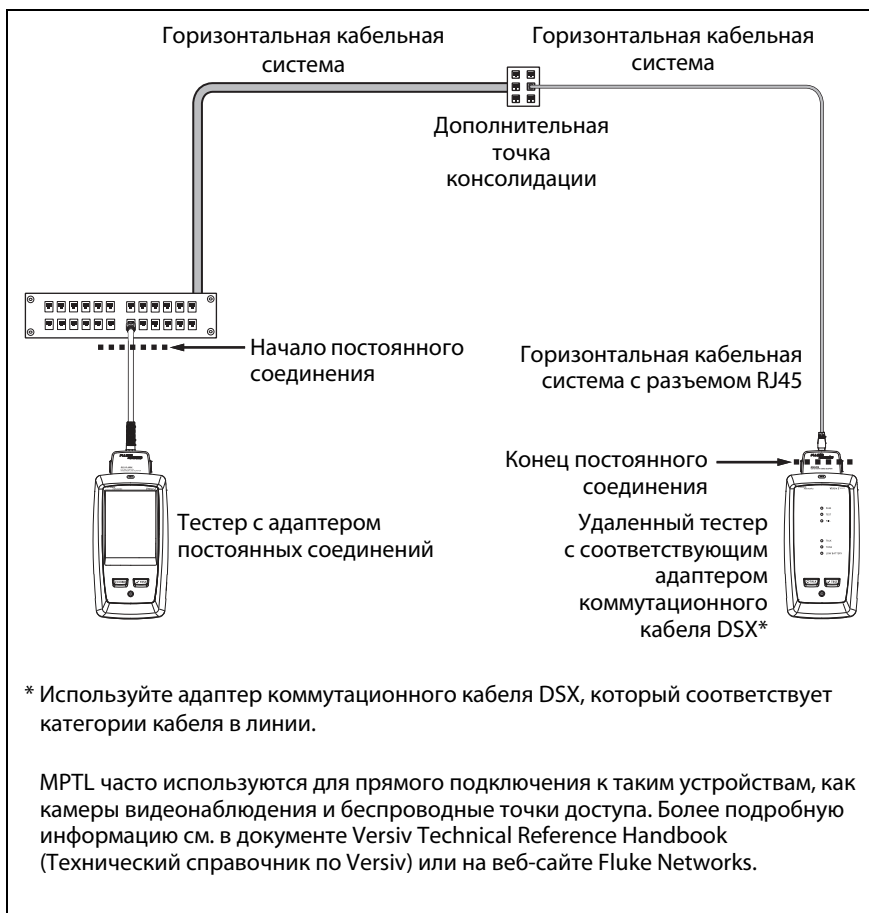 Горизонтальная кабельная
система
Горизонтальная кабельная
система
Дополнительная
точка
консолидации
Начало постоянного
соединения
Горизонтальная кабельная
система с разъемом RJ45
Конец постоянного
соединения
Тестер с адаптером
постоянных соединений
Удаленный тестер
с соответствующим
адаптером
коммутационного
кабеля DSX*
* Используйте адаптер коммутационного кабеля DSX, который соответствует
категории кабеля в линии.
MPTL часто используются для прямого подключения к таким устройствам, как
камеры видеонаблюдения и беспроводные точки доступа. Более подробную
информацию см. в документе Versiv Technical Reference Handbook
(Технический справочник по Versiv) или на веб-сайте Fluke Networks.